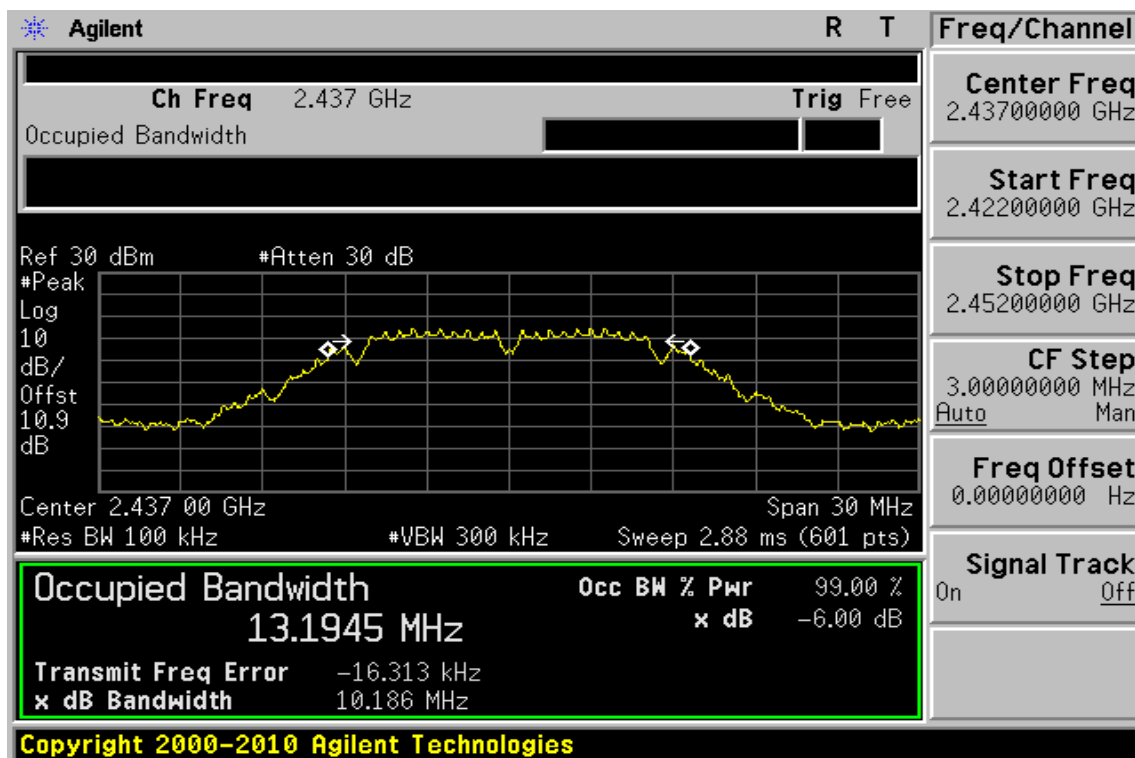 Agilent R T
Ch Freq 2.437 GHz Trig Free
Occupied Bandwidth
Ref 30 dBm #Atten 30 dB
#Peak
Log
10
dB/
Offst
10.9
dB
Center 2.437 00 GHz Span 30 MHz
#Res BW 100 kHz #VBW 300 kHz Sweep 2.88 ms (601 pts)
Occupied Bandwidth Occ BW % Pwr 99.00 %
13.1945 MHz x dB -6.00 dB
Transmit Freq Error -16.313 kHz
x dB Bandwidth 10.186 MHz
Copyright 2000-2010 Agilent Technologies
Freq/Channel
Center Freq
2.43700000 GHz
Start Freq
2.42200000 GHz
Stop Freq
2.45200000 GHz
CF Step
3.00000000 MHz
Auto Man
Freq Offset
0.00000000 Hz
Signal Track
On Off